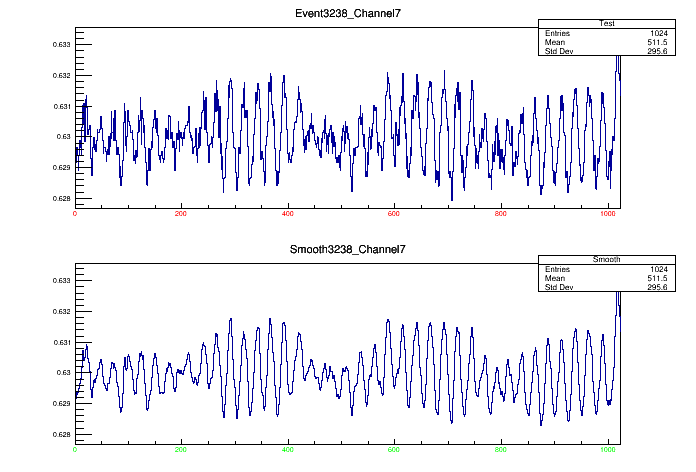 Event3238_Channel7
Test
Entries 1024
Mean 511.5
Std Dev 295.6
0.633
0.632
0.631
0.63
0.629
0.628
0 200 400 600 800 1000
Smooth3238_Channel7
Smooth
Entries 1024
Mean 511.5
Std Dev 295.6
0.633
0.632
0.631
0.63
0.629
0.628
0 200 400 600 800 1000